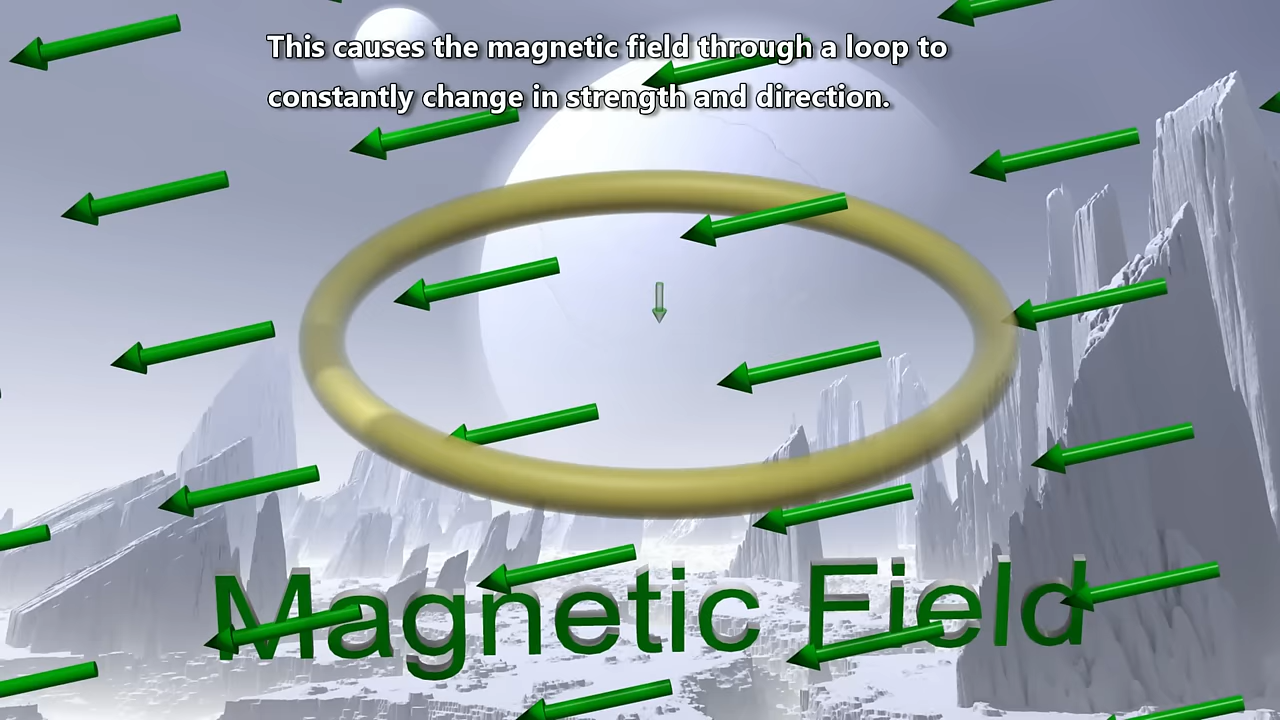 This causes the magnetic field through a loop to
constantly change in strength and direction.
Magnetic Field